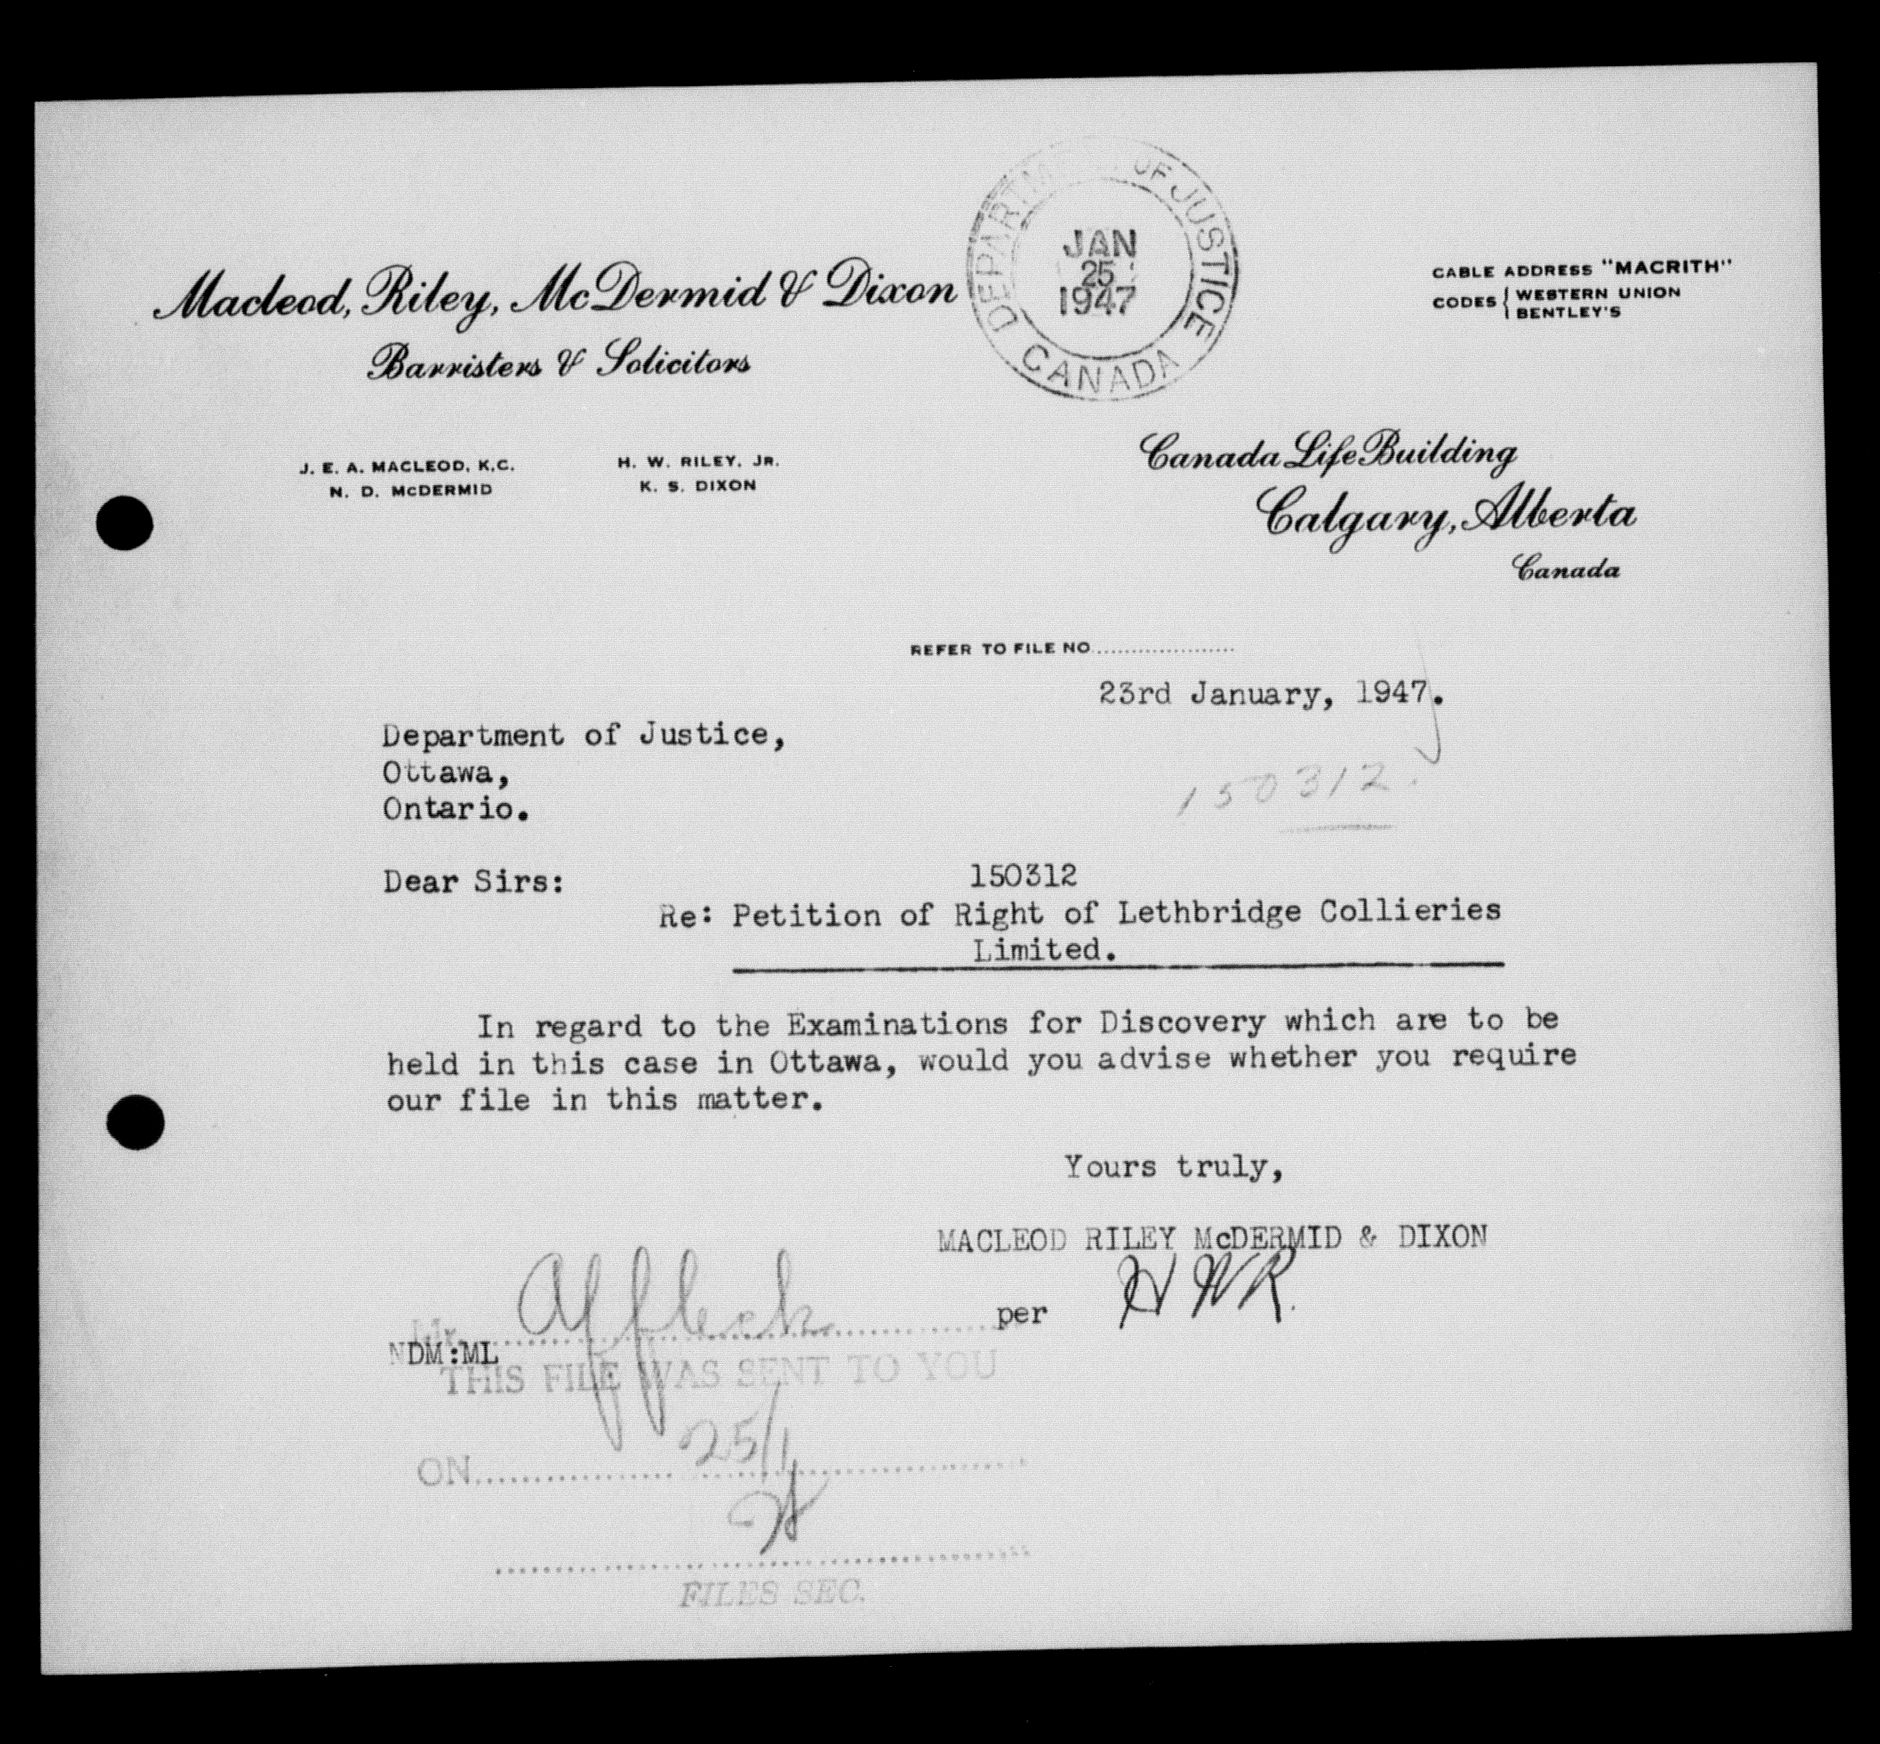 DEPARTMENT OF JUSTICE
CANADA
JAN
25
1947
Macleod, Riley, McDermid & Dixon
Barristers & Solicitors
CABLE ADDRESS "MACRITH"
CODES { WESTERN UNION
BENTLEY'S
J. E. A. MACLEOD, K.C.
N. D. McDERMID
H. W. RILEY, JR.
K. S. DIXON
Canada Life Building
Calgary, Alberta
Canada
REFER TO FILE NO.....................
23rd January, 1947.
Department of Justice,
Ottawa,
Ontario.
150312.
Dear Sirs:
150312
Re: Petition of Right of Lethbridge Collieries
Limited.
In regard to the Examinations for Discovery which are to be
held in this case in Ottawa, would you advise whether you require
our file in this matter.
Yours truly,
MACLEOD RILEY McDERMID & DIXON
per HWR.
Mr. Affleck
NDM:ML
THIS FILE WAS SENT TO YOU
ON 25/1
FILES SEC.